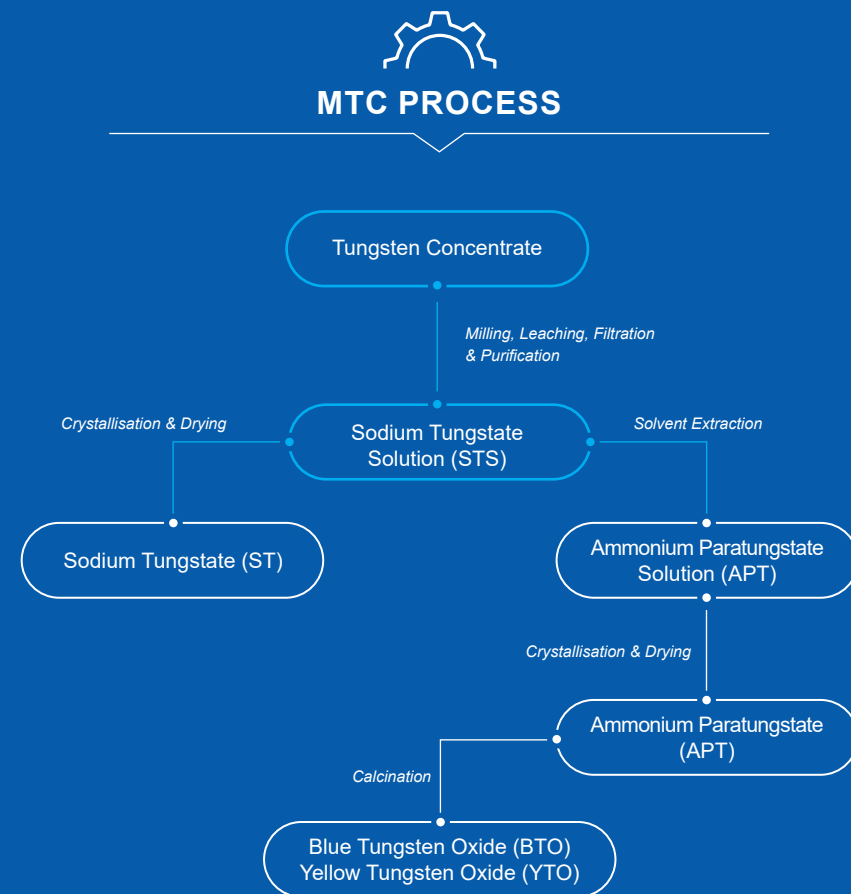 MTC PROCESS
Tungsten Concentrate
Milling, Leaching, Filtration
& Purification
Crystallisation & Drying
Sodium Tungstate
Solution (STS)
Solvent Extraction
Sodium Tungstate (ST)
Ammonium Paratungstate
Solution (APT)
Crystallisation & Drying
Ammonium Paratungstate
(APT)
Calcination
Blue Tungsten Oxide (BTO)
Yellow Tungsten Oxide (YTO)